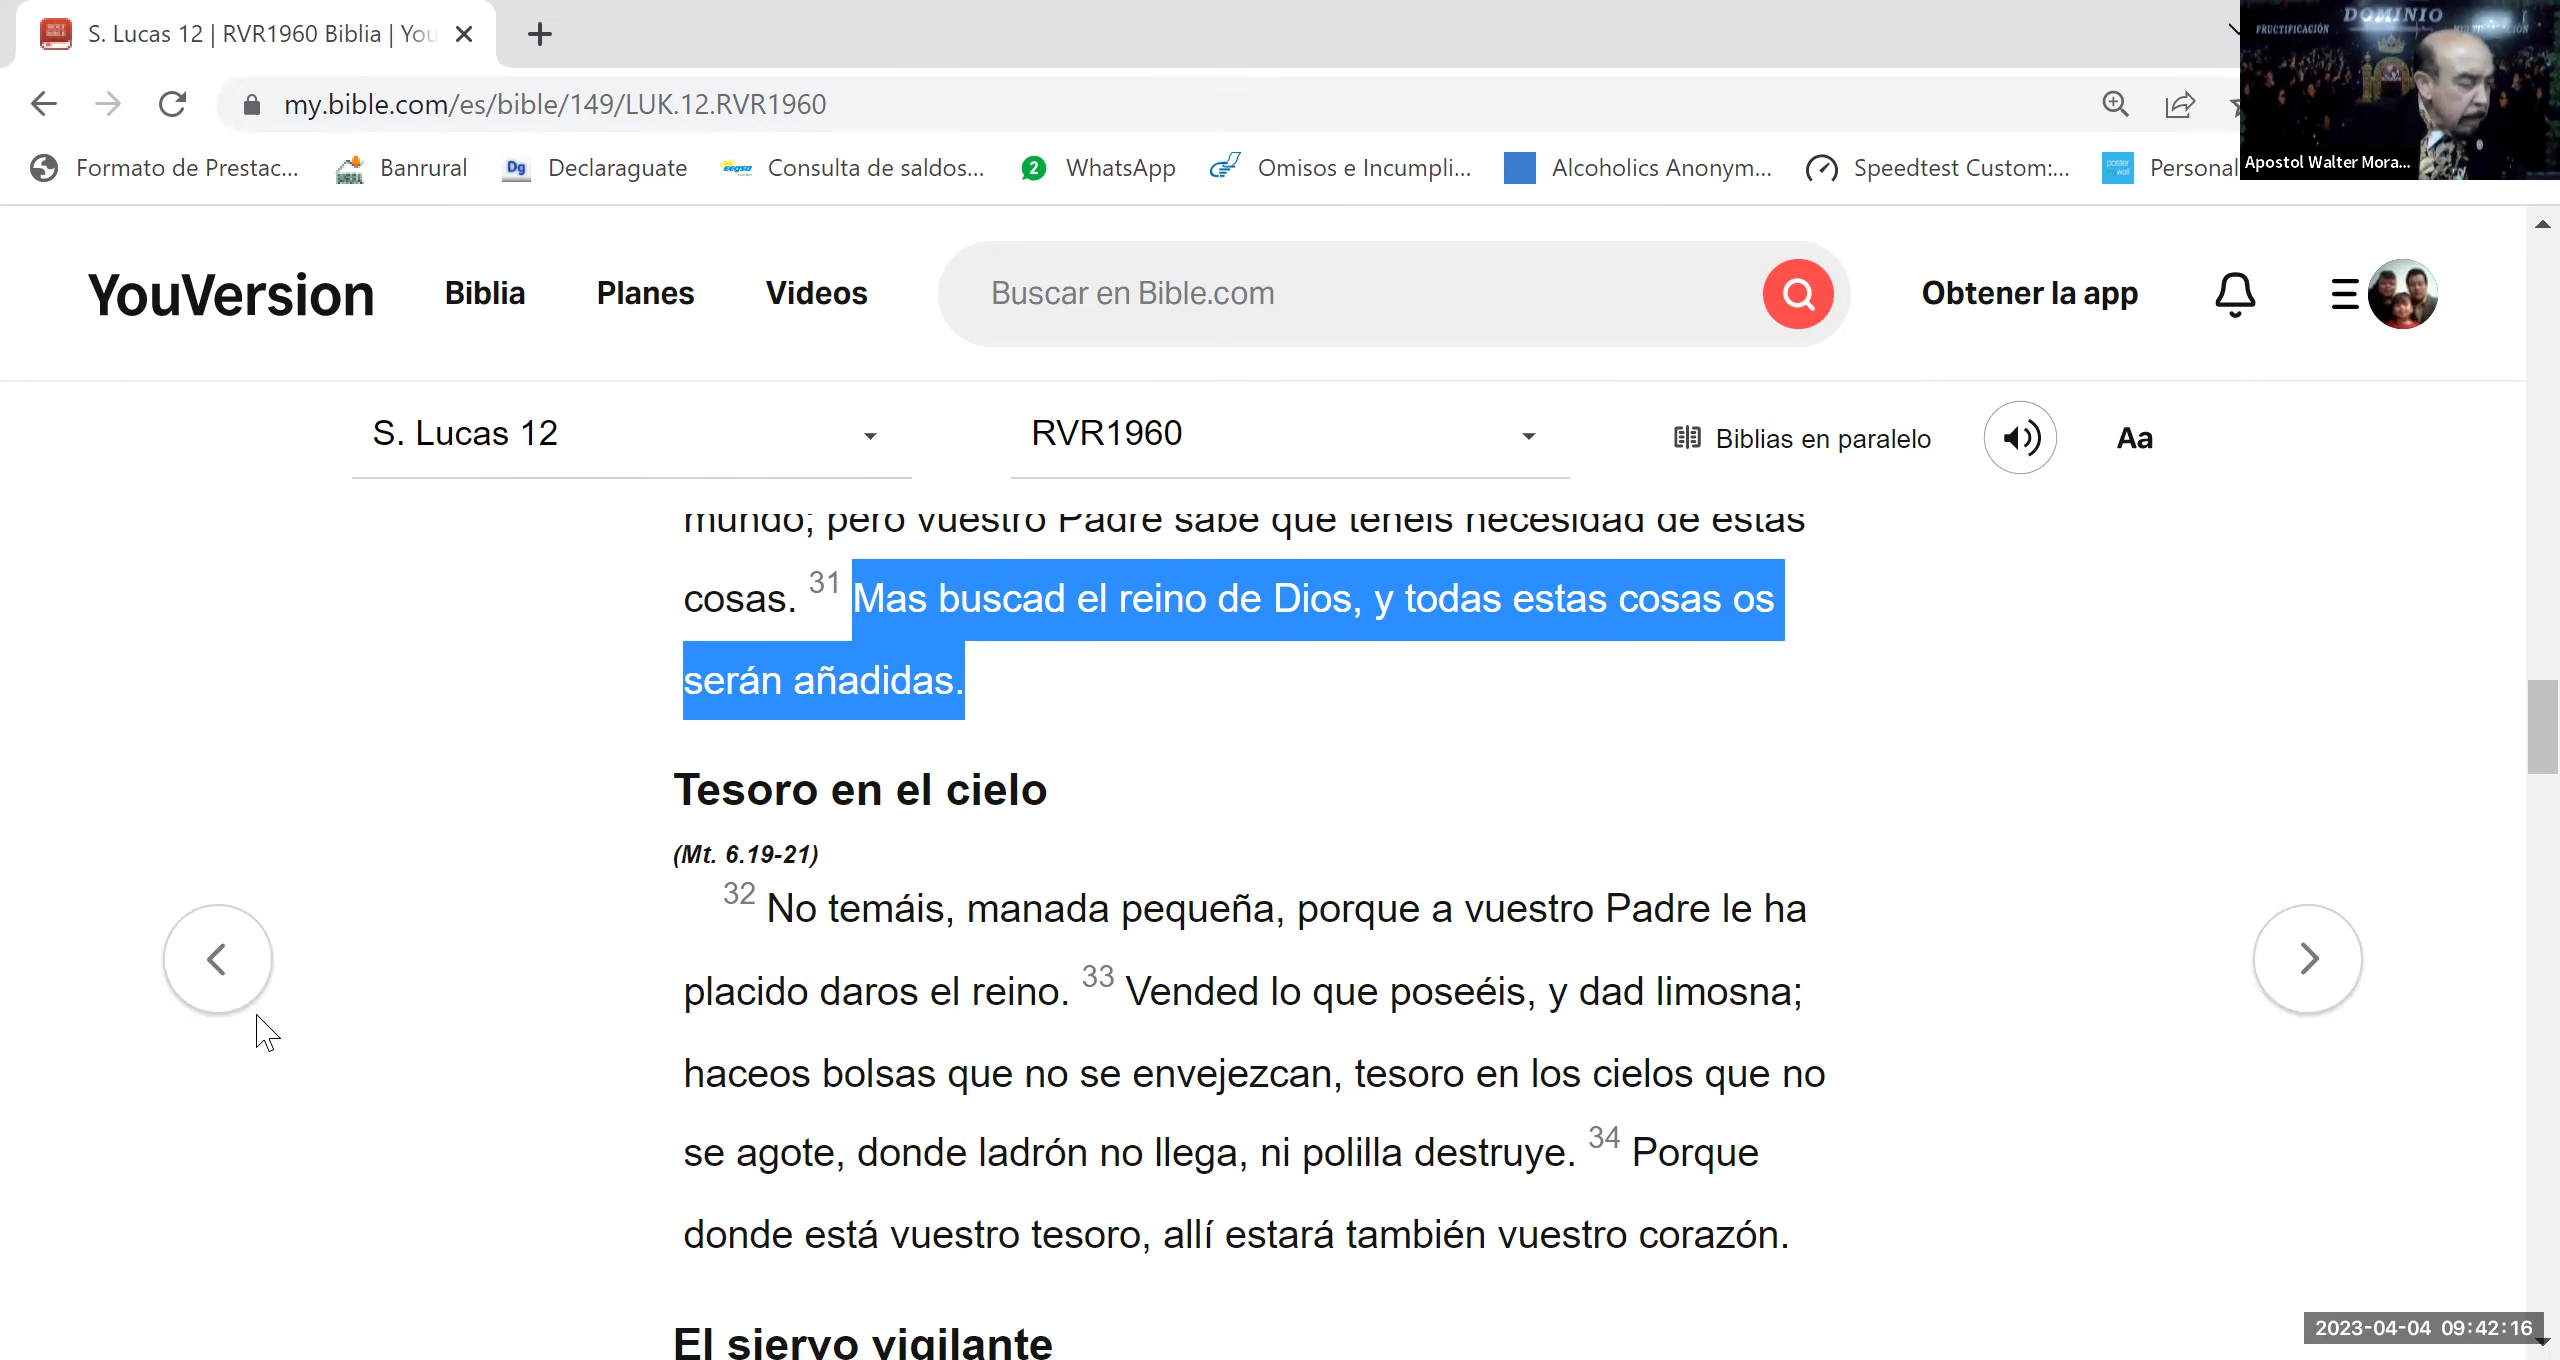 S. Lucas 12 | RVR1960 Biblia | You
my.bible.com/es/bible/149/LUK.12.RVR1960
Formato de Prestac... Banrural Dg Declaraguate eegsa Consulta de saldos... 2 WhatsApp Omisos e Incumpli... Alcoholics Anonym... Speedtest Custom:... Personal
DOMINIO
FRUCTIFICACIÓN
Apostol Walter Mora...
YouVersion Biblia Planes Videos Buscar en Bible.com Obtener la app
S. Lucas 12 RVR1960 Biblias en paralelo Aa
mundo; pero vuestro Padre sabe que tenéis necesidad de estas
cosas. 31 Mas buscad el reino de Dios, y todas estas cosas os
serán añadidas.
Tesoro en el cielo
(Mt. 6.19-21)
32 No temáis, manada pequeña, porque a vuestro Padre le ha
placido daros el reino. 33 Vended lo que poseéis, y dad limosna;
haceos bolsas que no se envejezcan, tesoro en los cielos que no
se agote, donde ladrón no llega, ni polilla destruye. 34 Porque
donde está vuestro tesoro, allí estará también vuestro corazón.
El siervo vigilante
2023-04-04 09:42:16